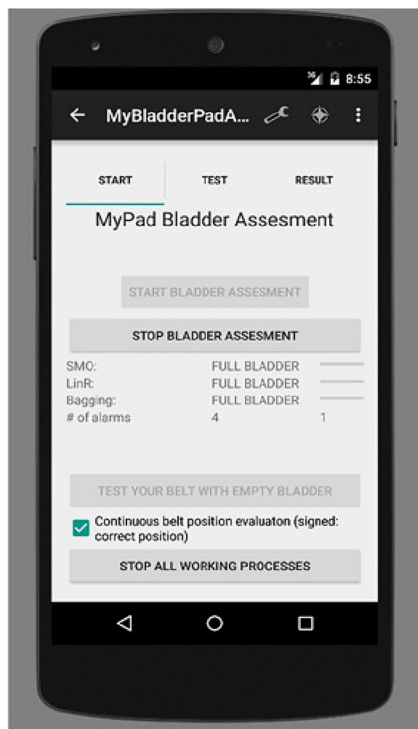 36 8:55
MyBladderPadA...
START TEST RESULT
MyPad Bladder Assesment
START BLADDER ASSESMENT
STOP BLADDER ASSESMENT
SMO: FULL BLADDER
LinR: FULL BLADDER
Bagging: FULL BLADDER
# of alarms 4 1
TEST YOUR BELT WITH EMPTY BLADDER
Continuous belt position evaluaton (signed:
correct position)
STOP ALL WORKING PROCESSES